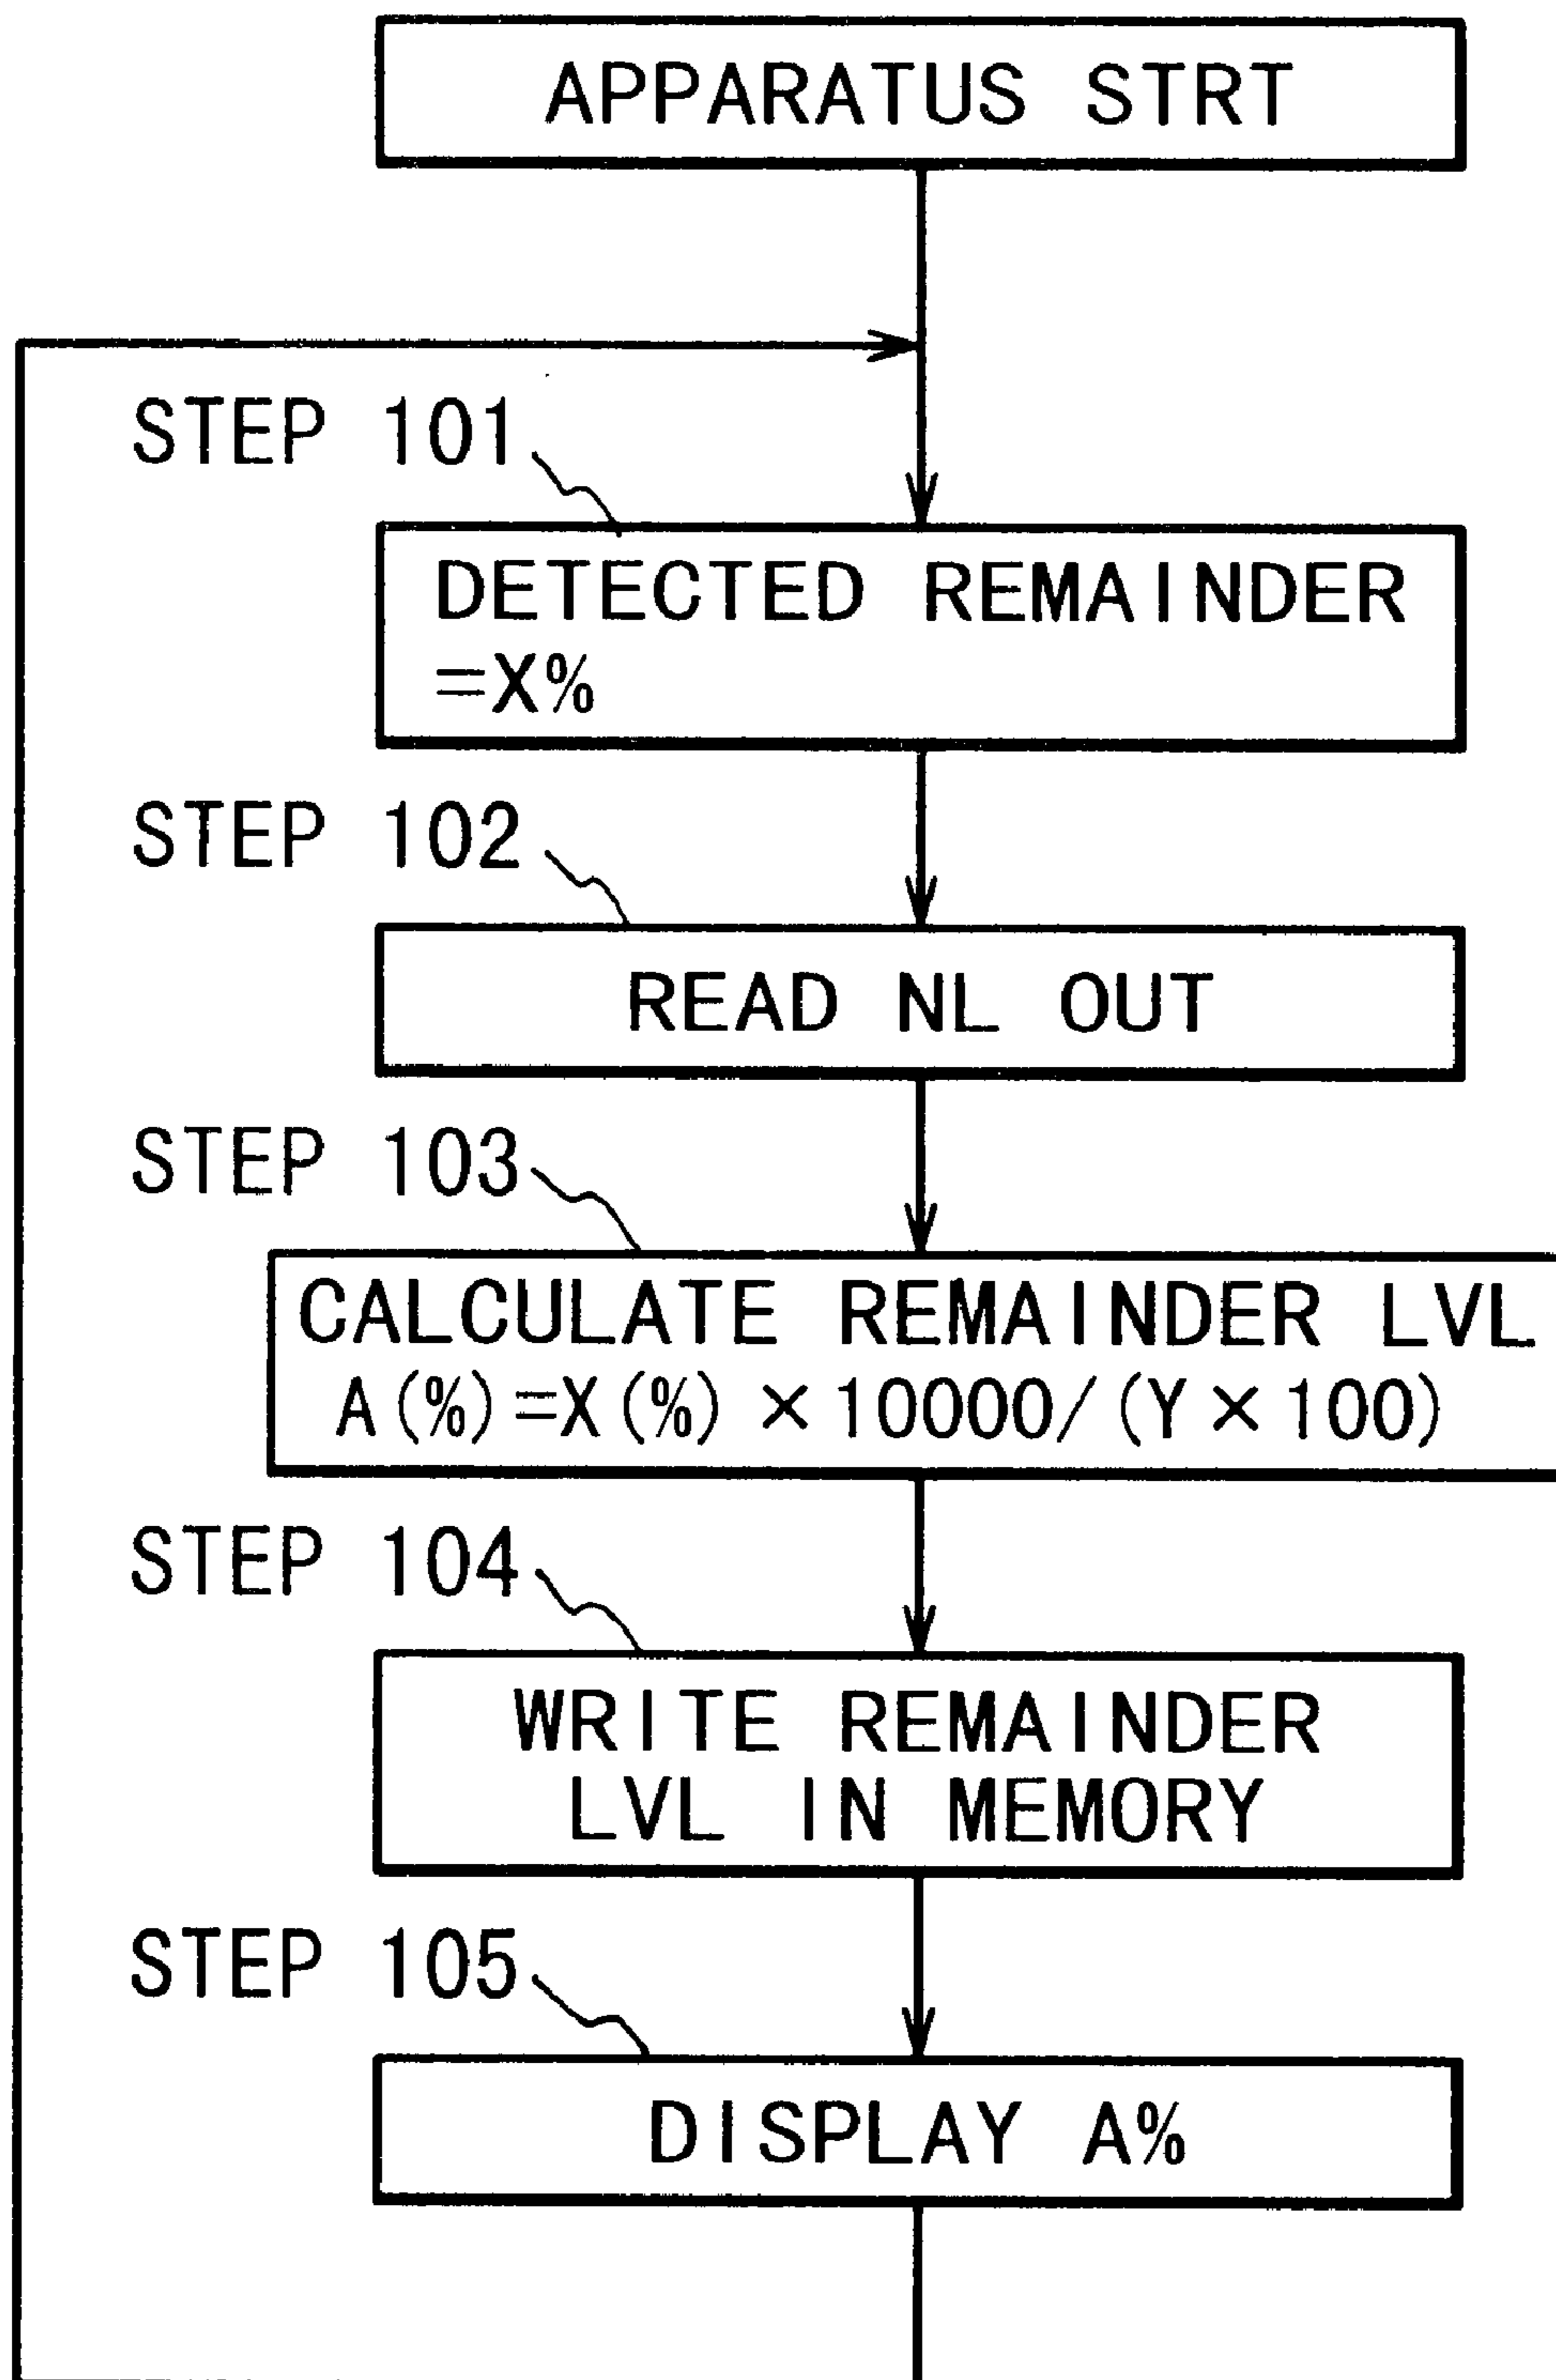 APPARATUS STRT
STEP 101
DETECTED REMAINDER
=X%
STEP 102
READ NL OUT
STEP 103
CALCULATE REMAINDER LVL
A(%)=X(%)×10000/(Y×100)
STEP 104
WRITE REMAINDER
LVL IN MEMORY
STEP 105
DISPLAY A%